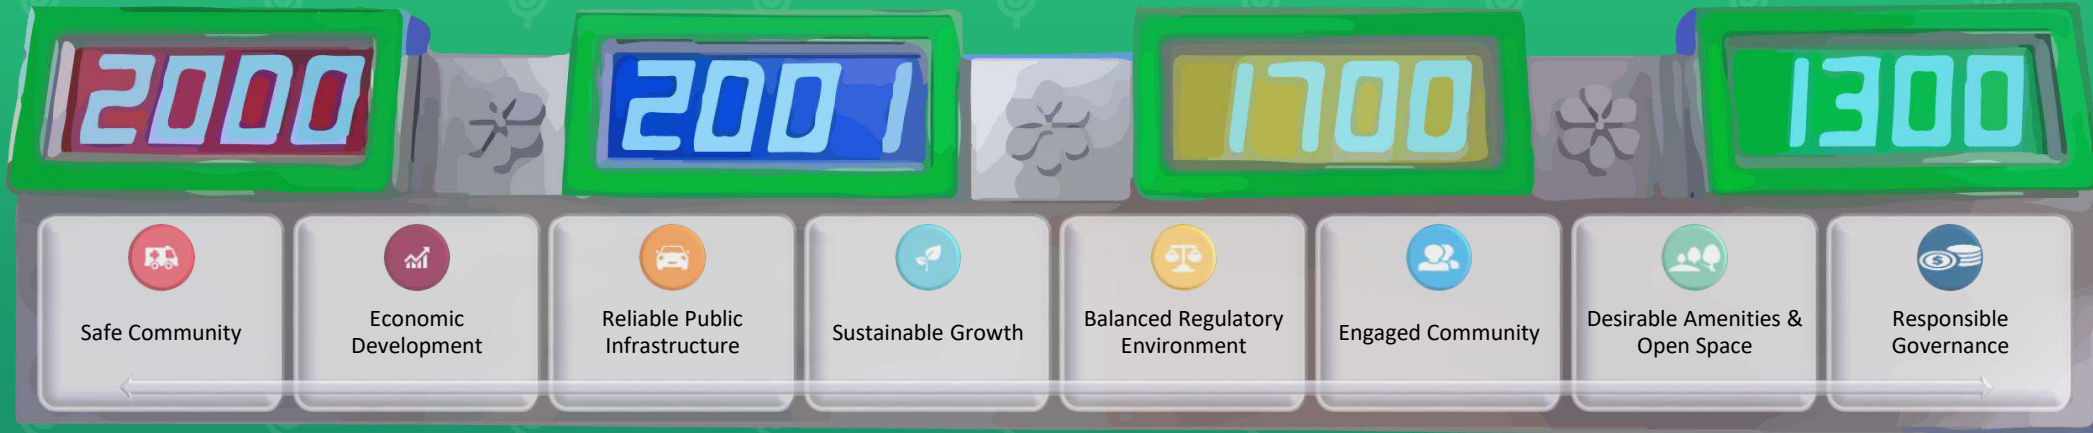 2000
2001
1700
1300
Safe Community
Economic
Development
Reliable Public
Infrastructure
Sustainable Growth
Balanced Regulatory
Environment
Engaged Community
Desirable Amenities &
Open Space
Responsible
Governance